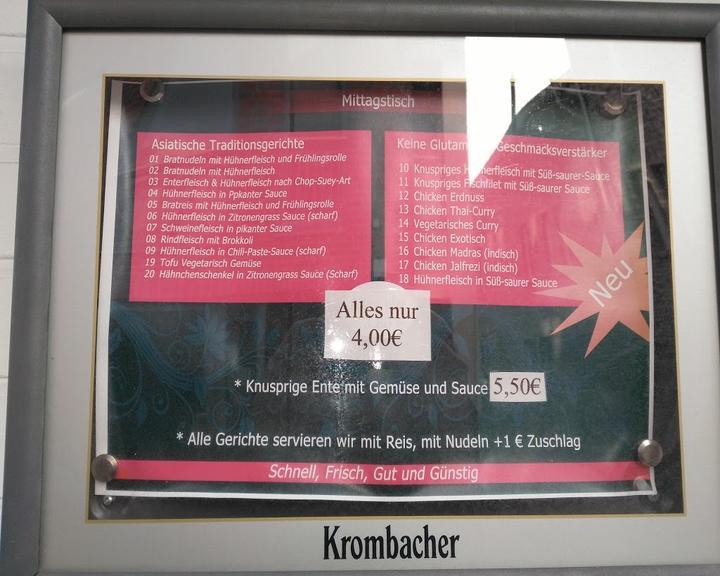 Mittagstisch
Asiatische Traditionsgerichte
01 Bratnudeln mit Hühnerfleisch und Frühlingsrolle
02 Bratnudeln mit Hühnerfleisch
03 Enterfleisch & Hühnerfleisch nach Chop-Suey-Art
04 Hühnerfleisch in Ppkanter Sauce
05 Bratreis mit Hühnerfleisch und Frühlingsrolle
06 Hühnerfleisch in Zitronengrass Sauce (scharf)
07 Schweinefleisch in pikanter Sauce
08 Rindfleisch mit Brokkoli
09 Hühnerfleisch in Chili-Paste-Sauce (scharf)
19 Tofu Vegetarisch Gemüse
20 Hähnchenschenkel in Zitronengrass Sauce (Scharf)
Keine Geschmacksverstärker
10 Knuspriges mit Süß-saurer-Sauce
11 Knuspriges mit Süß-saurer Sauce
12 Chicken Erdnuss
13 Chicken Thai-Curry
14 Vegetarisches Curry
15 Chicken Exotisch
16 Chicken Madras (indisch)
17 Chicken Jalfrezi (indisch)
18 Hühnerfleisch in Süß-saurer Sauce
Neu
Alles nur
4,00€
* Knusprige Ente mit Gemüse und Sauce 5,50€
* Alle Gerichte servieren wir mit Reis, mit Nudeln +1 € Zuschlag
Schnell, Frisch, Gut und Günstig
Krombacher